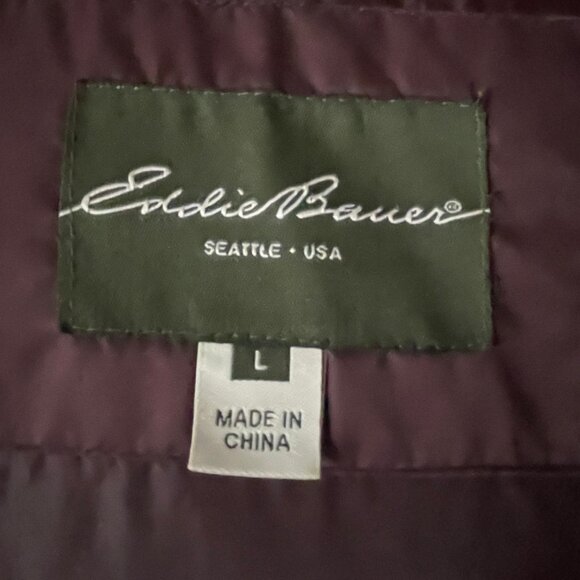 Eddie Bauer®
SEATTLE • USA
L
MADE IN
CHINA